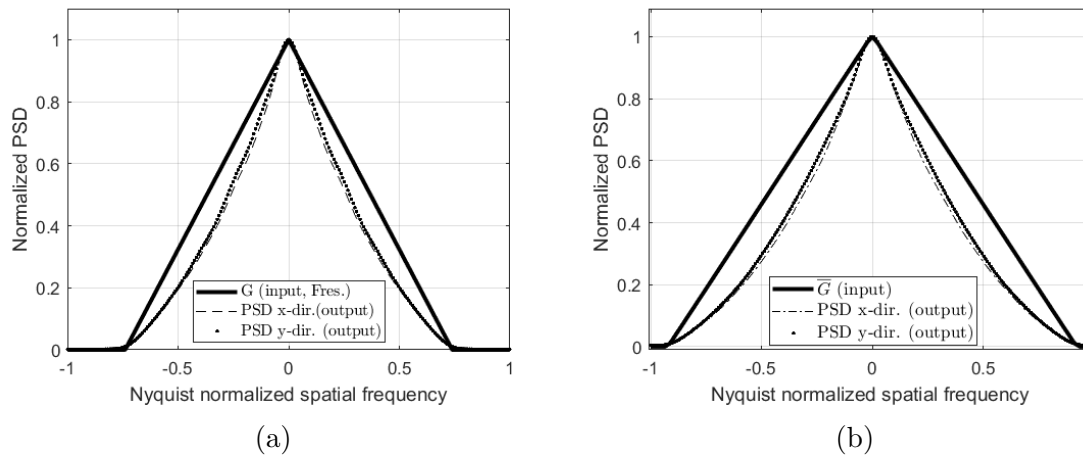 1
0.8
0.6
0.4
0.2
0
Normalized PSD
G (input, Fres.)
PSD x-dir.(output)
PSD y-dir. (output)
-1 -0.5 0 0.5 1
Nyquist normalized spatial frequency
(a)
1
0.8
0.6
0.4
0.2
0
Normalized PSD
G̅ (input)
PSD x-dir. (output)
PSD y-dir. (output)
-1 -0.5 0 0.5
Nyquist normalized spatial frequency
(b)